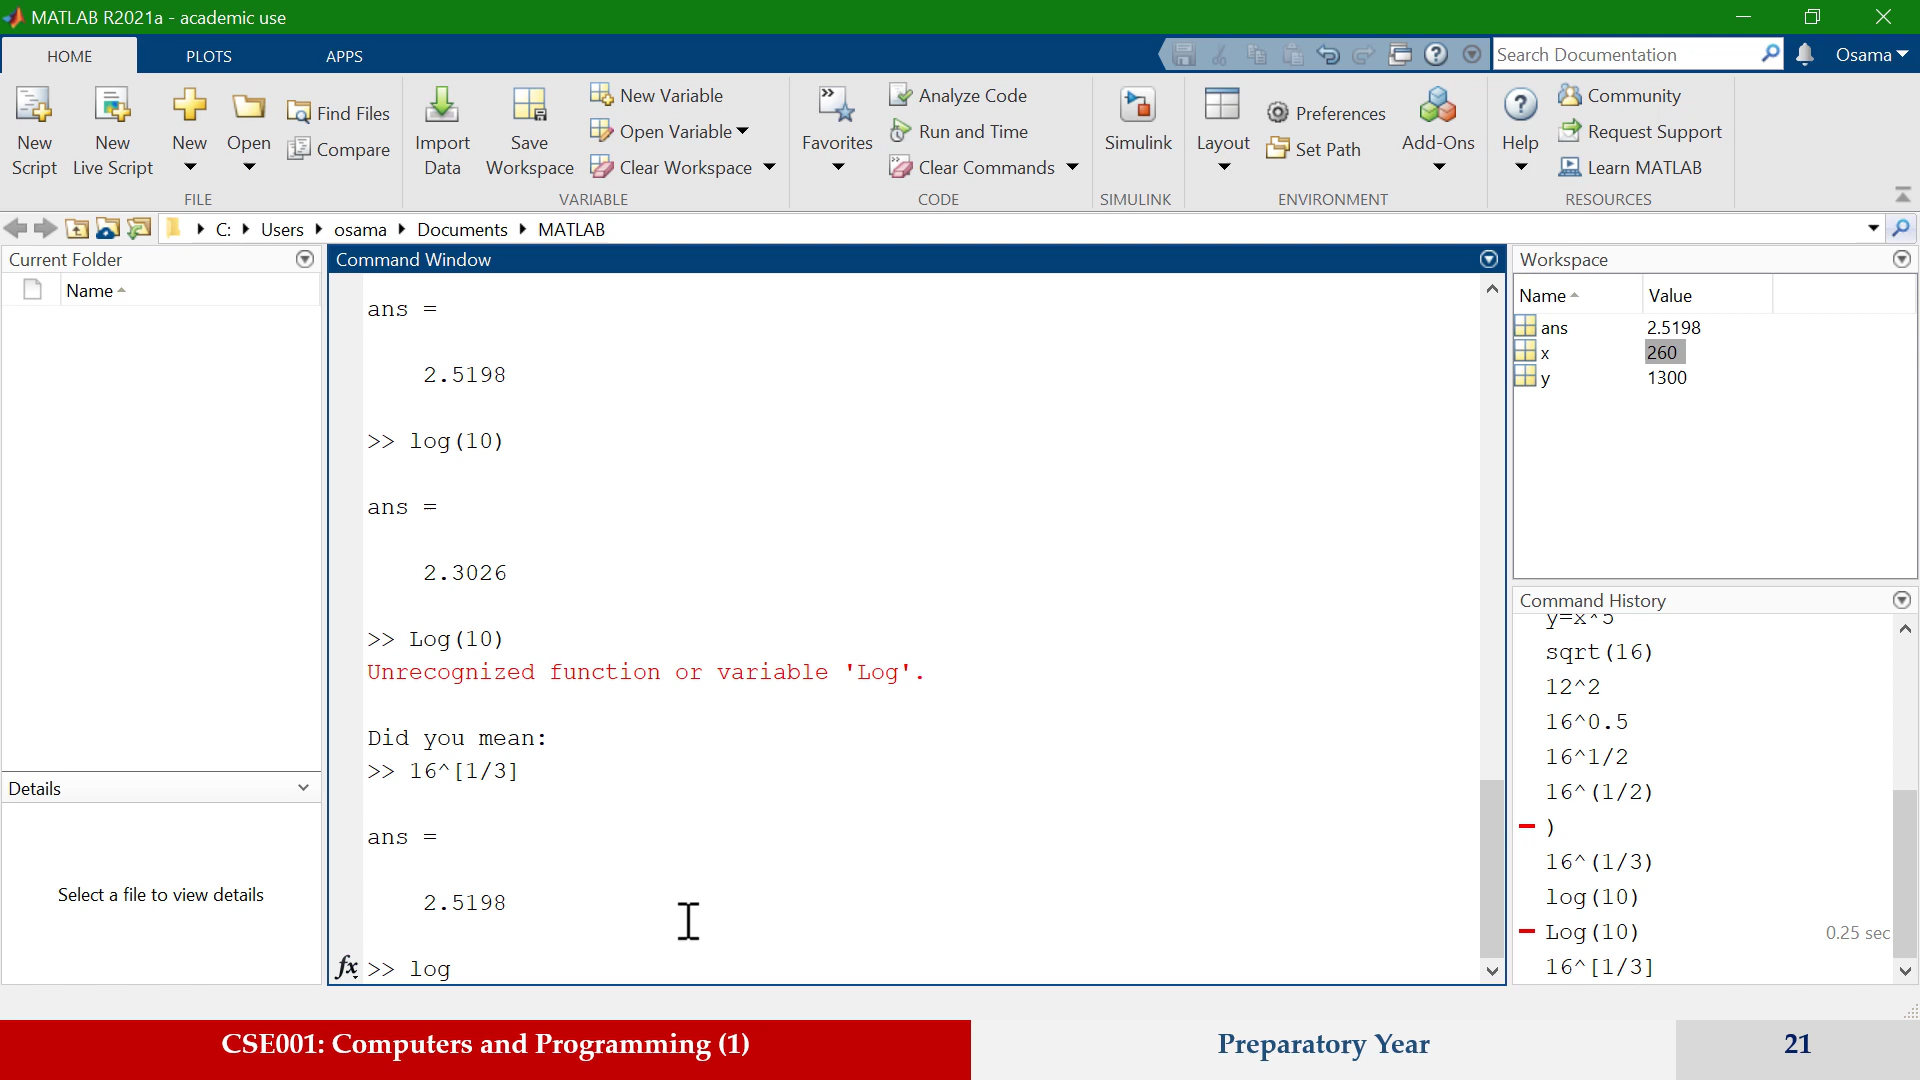 MATLAB R2021a - academic use
HOME PLOTS APPS
Search Documentation
Osama
New Script
New Live Script
New
Open
Find Files
Compare
FILE
Import Data
Save Workspace
New Variable
Open Variable
Clear Workspace
VARIABLE
Favorites
Analyze Code
Run and Time
Clear Commands
CODE
Simulink
SIMULINK
Layout
Preferences
Set Path
Add-Ons
ENVIRONMENT
Help
Community
Request Support
Learn MATLAB
RESOURCES
C: Users osama Documents MATLAB
Current Folder
Name
Details
Select a file to view details
Command Window
ans =
2.5198
>> log(10)
ans =
2.3026
>> Log(10)
Unrecognized function or variable 'Log'.
Did you mean:
>> 16^[1/3]
ans =
2.5198
fx >> log
Workspace
Name Value
ans 2.5198
x 260
y 1300
Command History
y=x^5
sqrt(16)
12^2
16^0.5
16^1/2
16^(1/2)
)
16^(1/3)
log(10)
Log(10) 0.25 sec
16^[1/3]
CSE001: Computers and Programming (1)
Preparatory Year
21